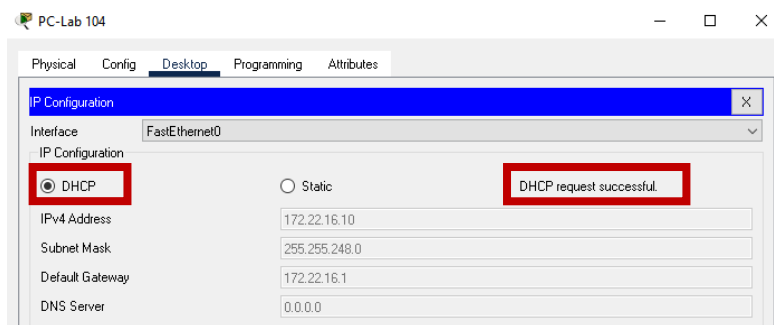 PC-Lab 104
Physical Config Desktop Programming Attributes
IP Configuration X
Interface FastEthernet0
IP Configuration
DHCP Static DHCP request successful.
IPv4 Address 172.22.16.10
Subnet Mask 255.255.248.0
Default Gateway 172.22.16.1
DNS Server 0.0.0.0